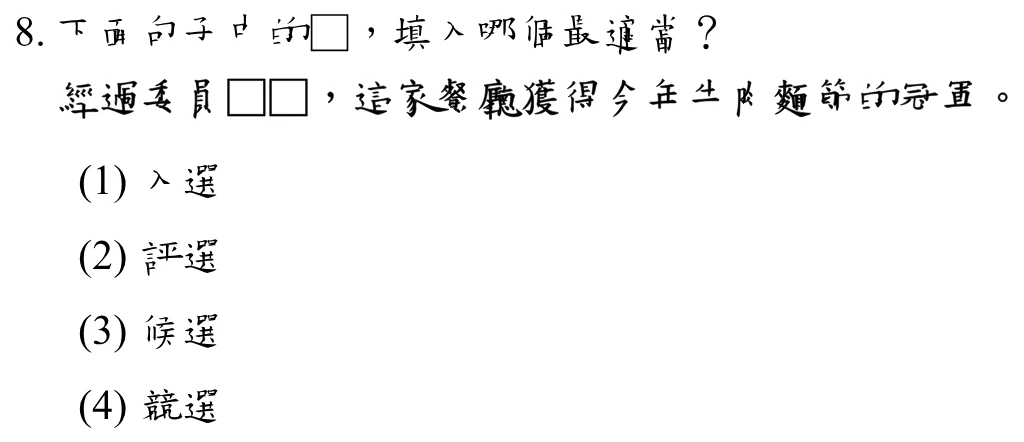 8. 下面句子中的□，填入哪個最適當？
經過委員□□，這家餐廳獲得今年牛肉麵節的冠軍。
(1) 入選
(2) 評選
(3) 候選
(4) 競選